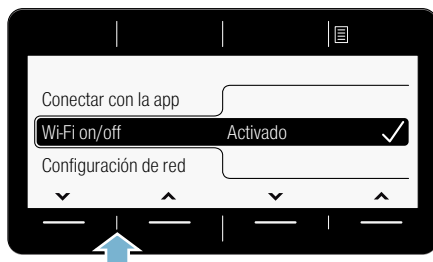 Conectar con la app
Wi-Fi on/off Activado
Configuración de red